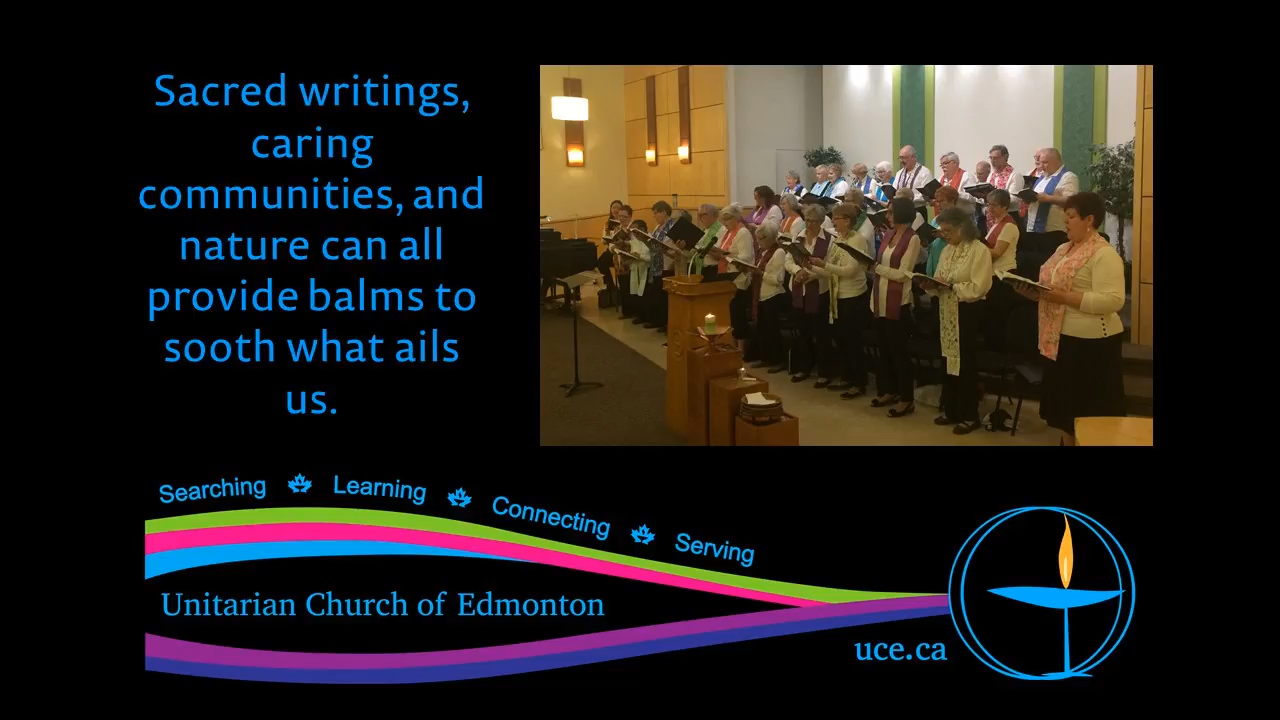 Sacred writings,
caring
communities, and
nature can all
provide balms to
sooth what ails
us.
Searching Learning Connecting Serving
Unitarian Church of Edmonton
uce.ca